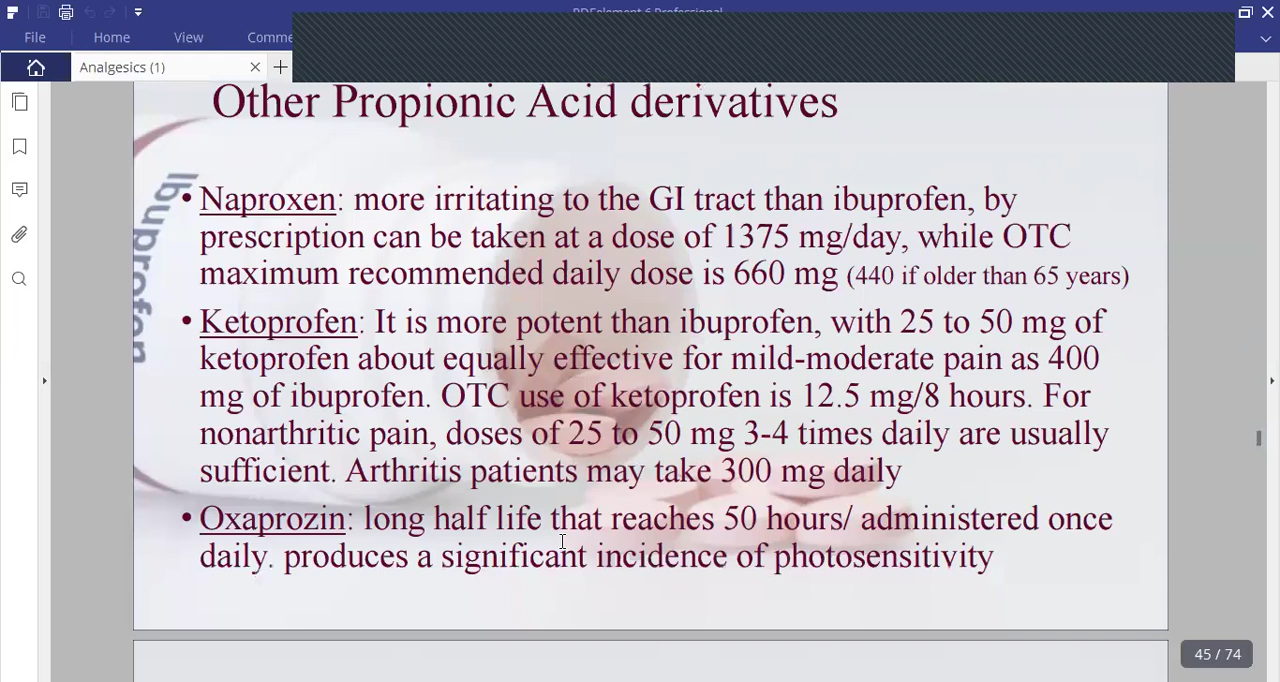 PDFelement 6 Professional
File Home View Comme
Analgesics (1)
Other Propionic Acid derivatives
Ibuprofen
• Naproxen: more irritating to the GI tract than ibuprofen, by
prescription can be taken at a dose of 1375 mg/day, while OTC
maximum recommended daily dose is 660 mg (440 if older than 65 years)
• Ketoprofen: It is more potent than ibuprofen, with 25 to 50 mg of
ketoprofen about equally effective for mild-moderate pain as 400
mg of ibuprofen. OTC use of ketoprofen is 12.5 mg/8 hours. For
nonarthritic pain, doses of 25 to 50 mg 3-4 times daily are usually
sufficient. Arthritis patients may take 300 mg daily
• Oxaprozin: long half life that reaches 50 hours/ administered once
daily. produces a significant incidence of photosensitivity
45 / 74